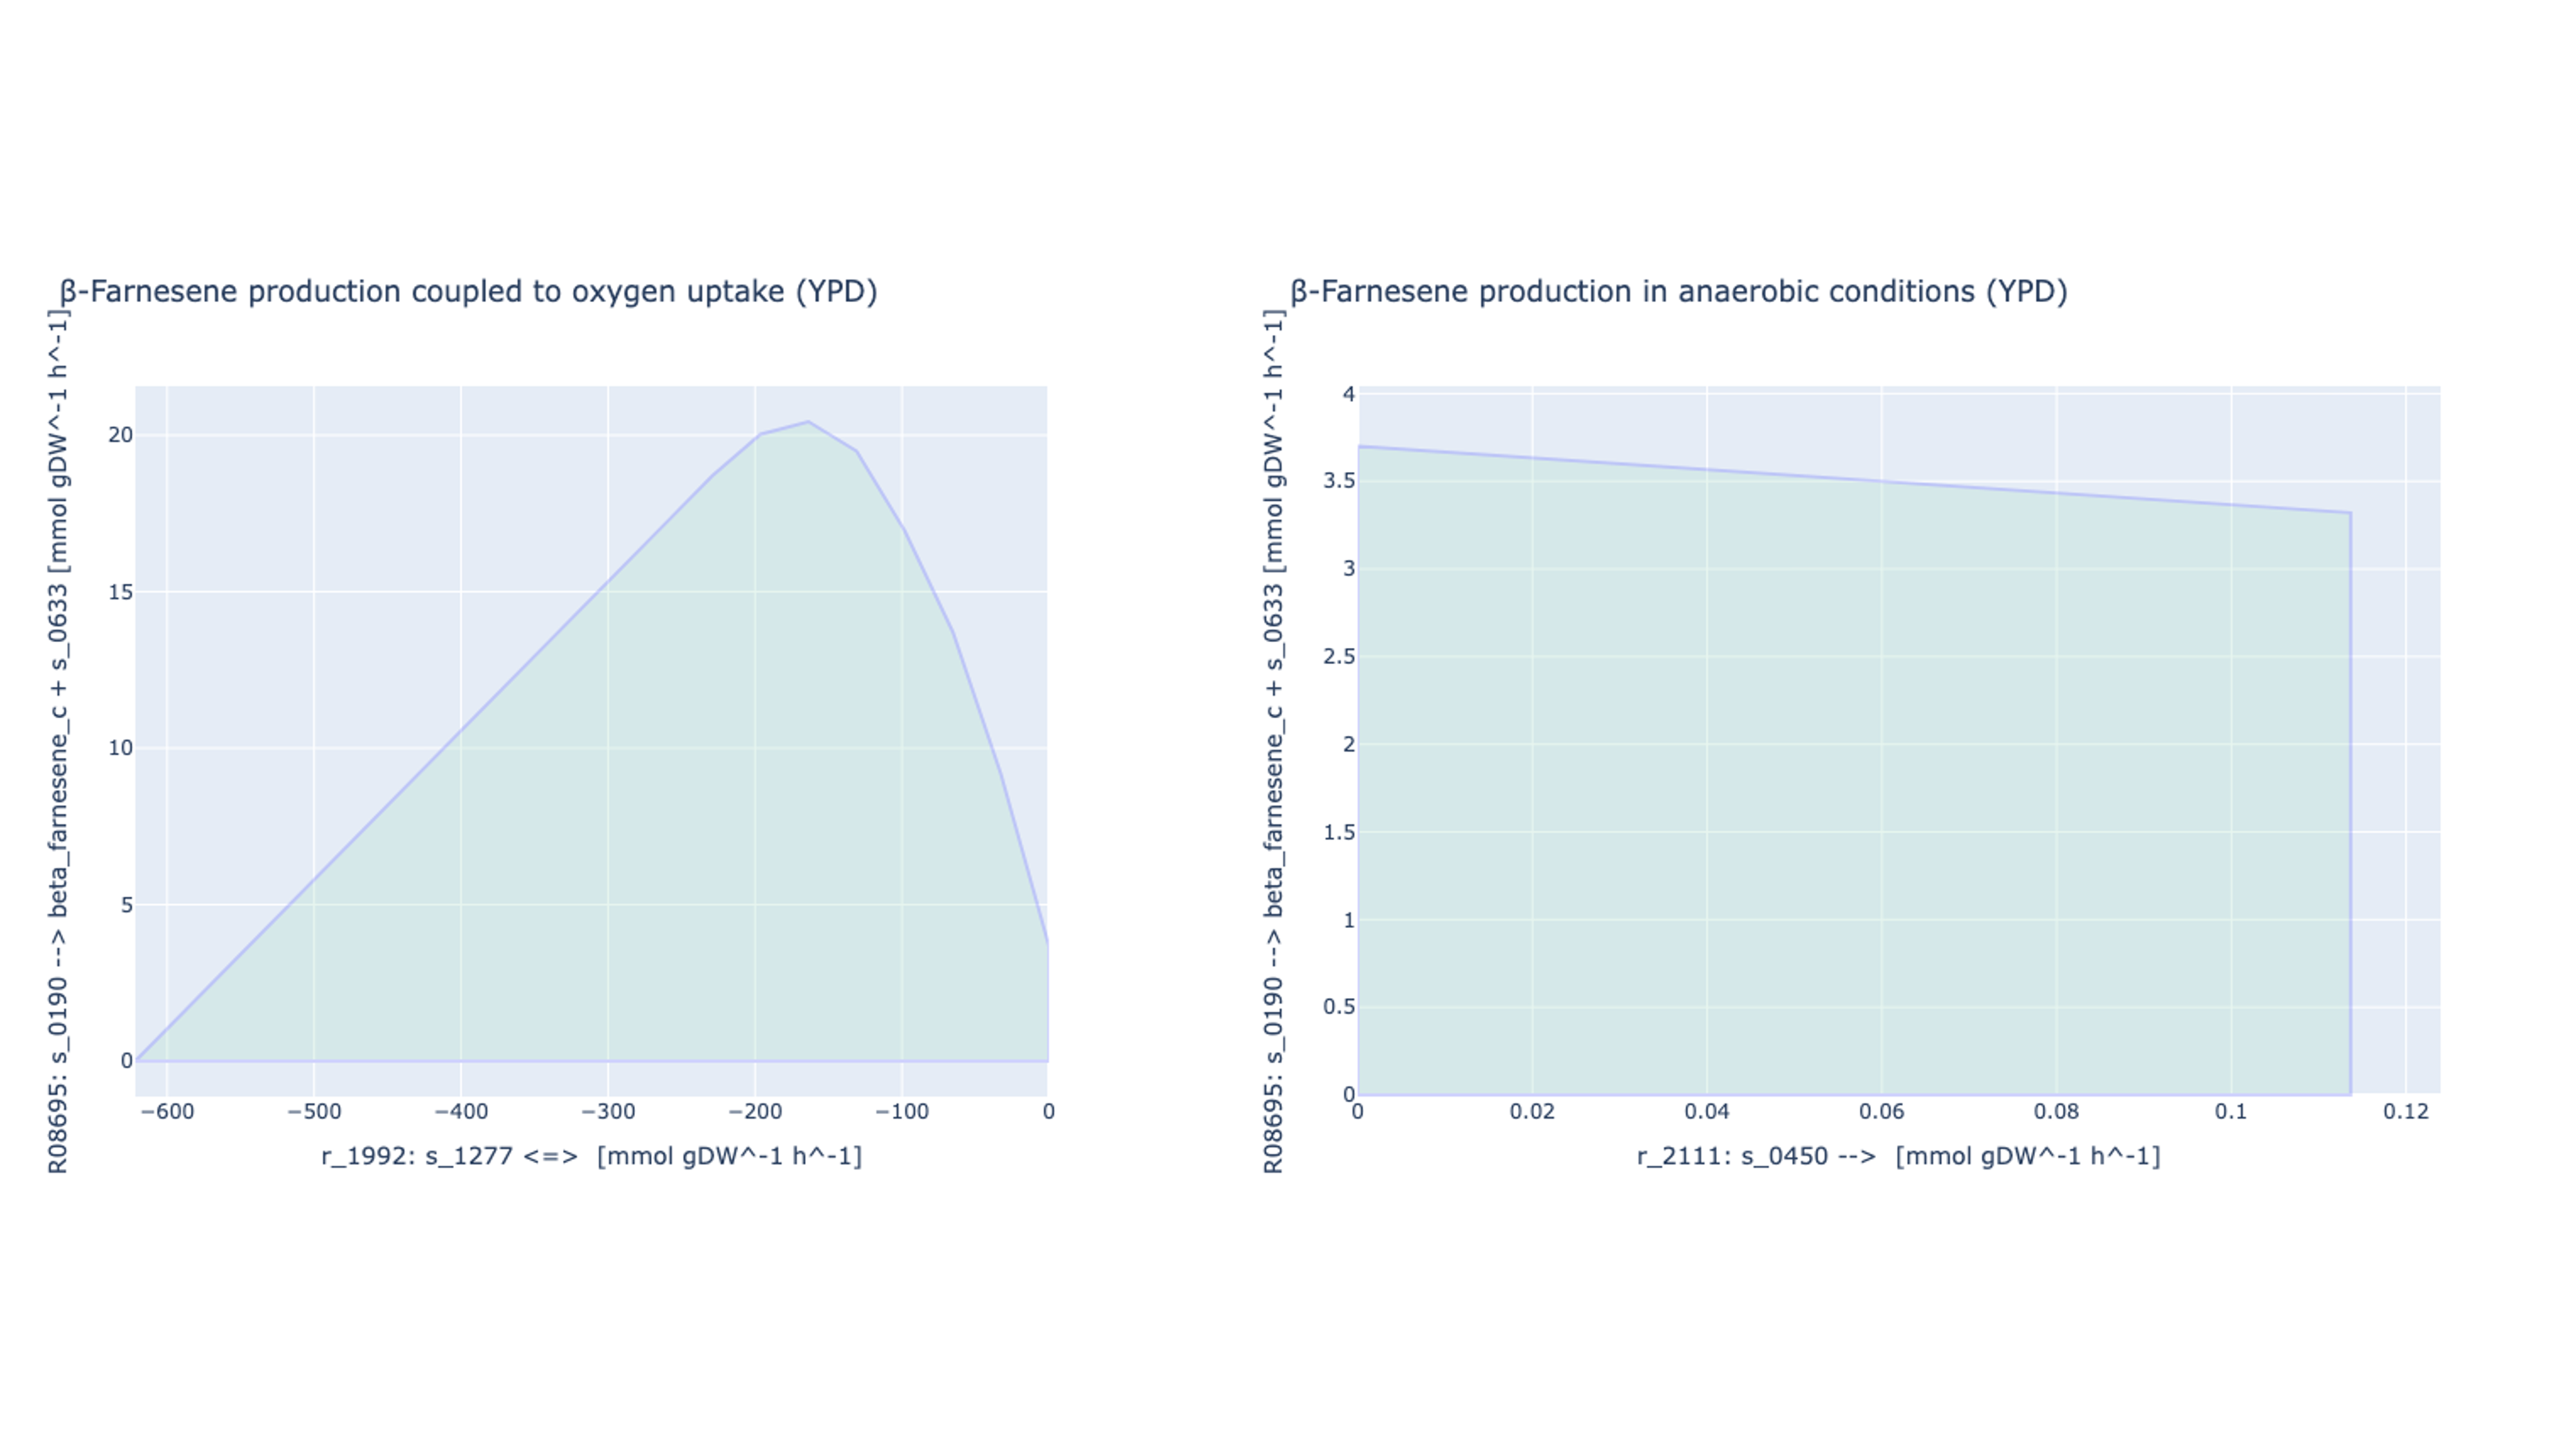 β-Farnesene production coupled to oxygen uptake (YPD)
R08695: s_0190 --> beta_farnesene_c + s_0633 [mmol gDW^-1 h^-1]
20
15
10
5
0
−600 −500 −400 −300 −200 −100 0
r_1992: s_1277 <=> [mmol gDW^-1 h^-1]
β-Farnesene production in anaerobic conditions (YPD)
R08695: s_0190 --> beta_farnesene_c + s_0633 [mmol gDW^-1 h^-1]
4
3.5
3
2.5
2
1.5
1
0.5
0
0 0.02 0.04 0.06 0.08 0.1 0.12
r_2111: s_0450 --> [mmol gDW^-1 h^-1]